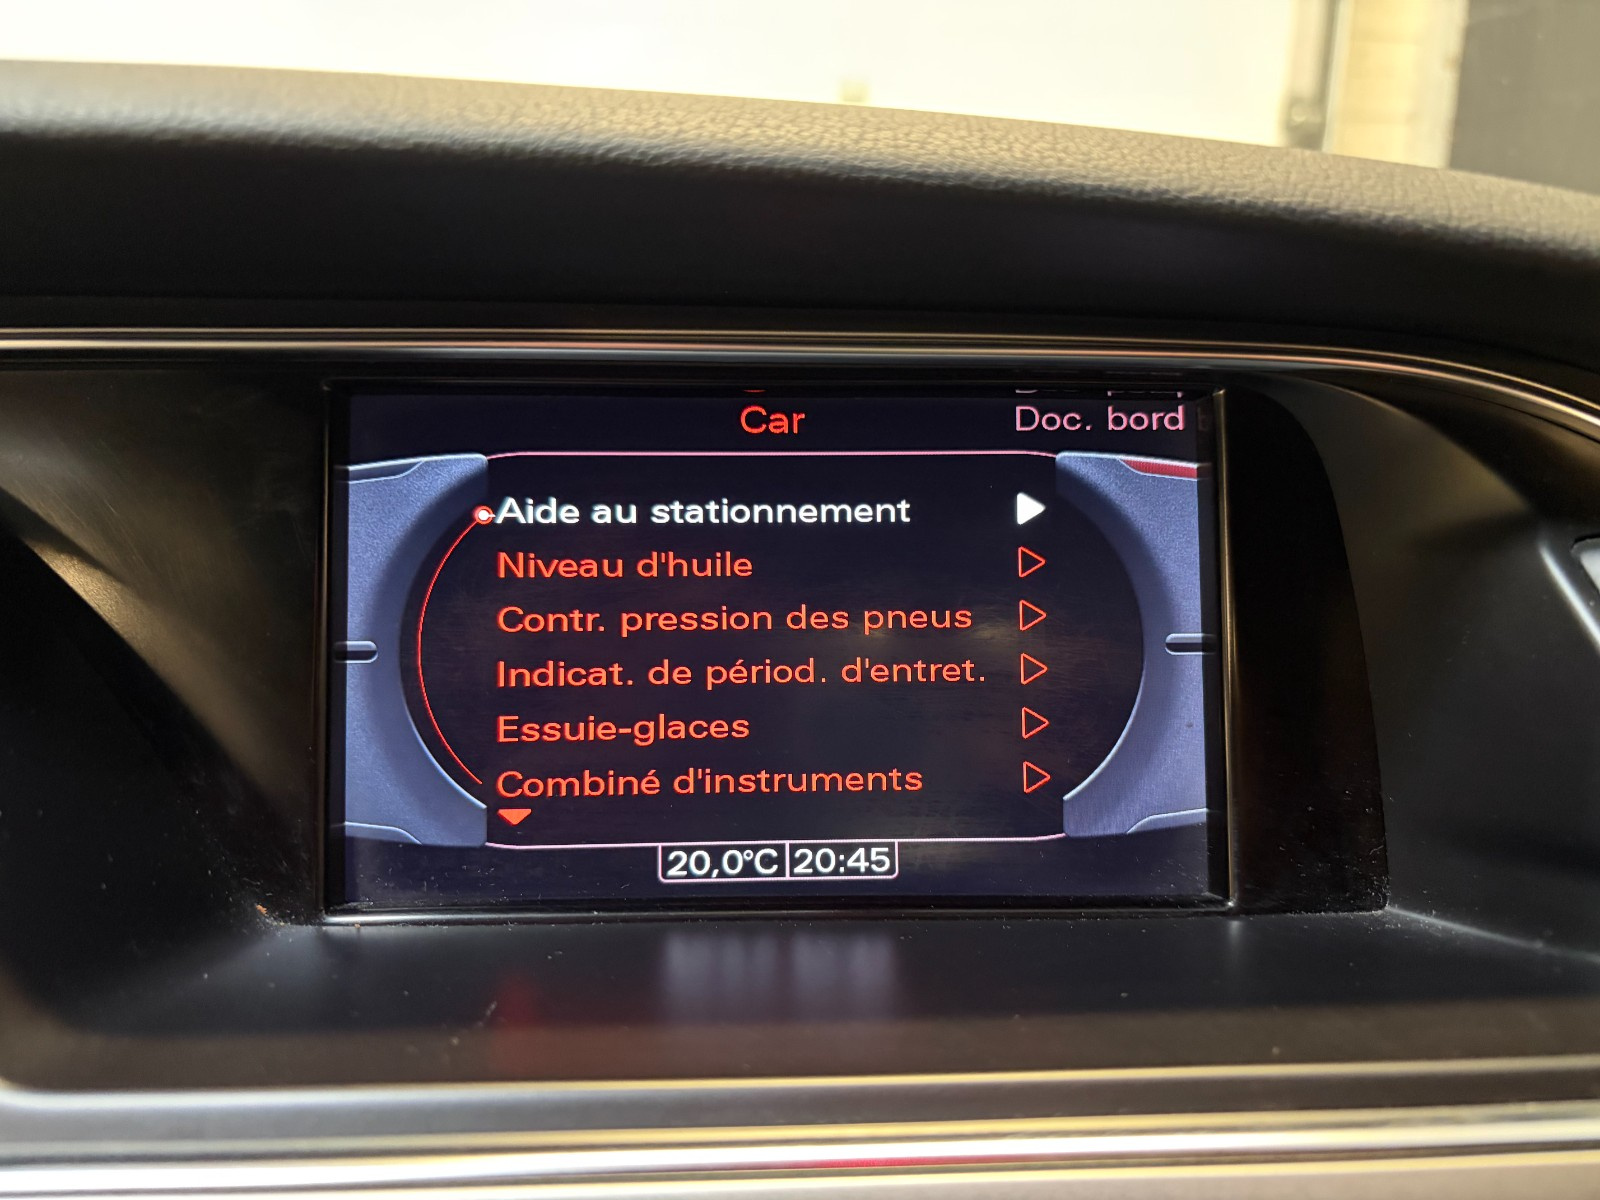 Car
Doc. bord
Aide au stationnement
Niveau d'huile
Contr. pression des pneus
Indicat. de périod. d'entret.
Essuie-glaces
Combiné d'instruments
20,0°C 20:45